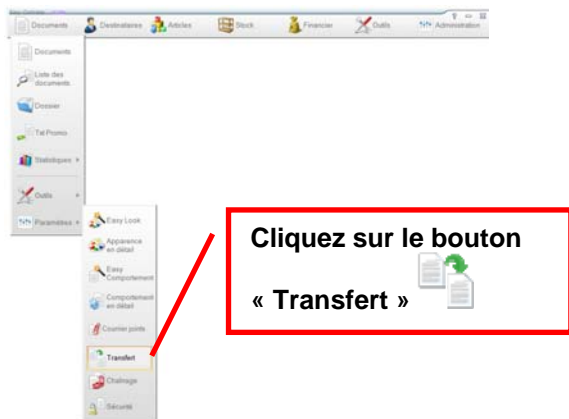 Documents Destinataires Articles Stock Financier Outils Administration
Documents
Liste des
documents
Dossier
Tel Promo
Statistiques
Outils
Paramètres
Easy Look
Apparence
en détail
Easy
Comportement
Comportement
en détail
Courrier joints
Transfert
Chaînage
Sécurité
Cliquez sur le bouton
« Transfert »